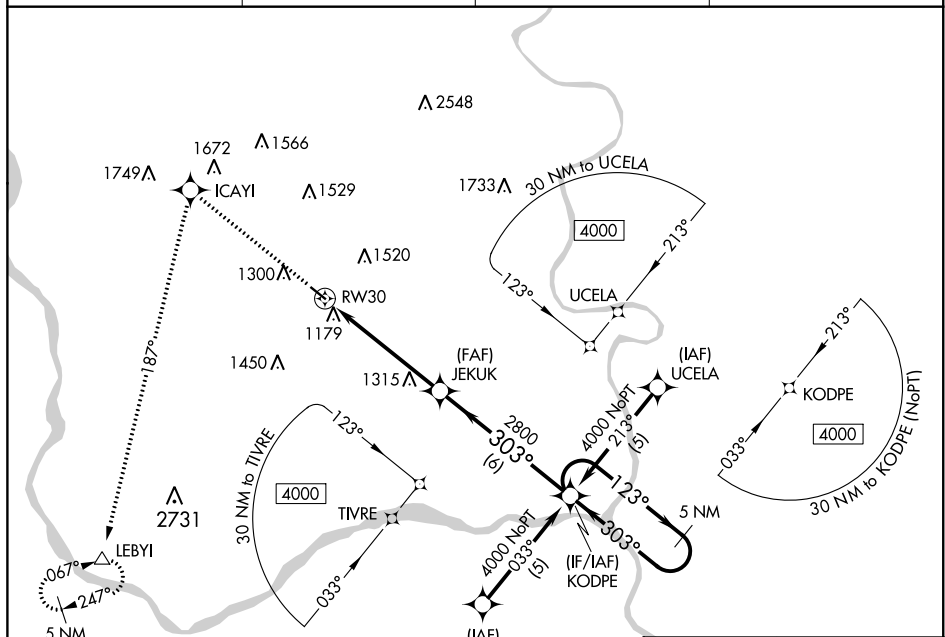 2548
1566
1672
1749
ICAYI
1529
1733
30 NM to UCELA
4000
213°
123°
UCELA
1520
1300
RW30
1179
187°
1450
(FAF)
JEKUK
1315
(IAF)
UCELA
213°
KODPE
4000
033°
30 NM to KODPE (NoPT)
2800
303°
(6)
4000 NoPT
213°
(5)
30 NM to TIVRE
123°
4000
TIVRE
033°
123°
5 NM
303°
2731
LEBYI
067°
247°
5 NM
4000 NoPT
033°
(5)
(IF/IAF)
KODPE
(IAF)